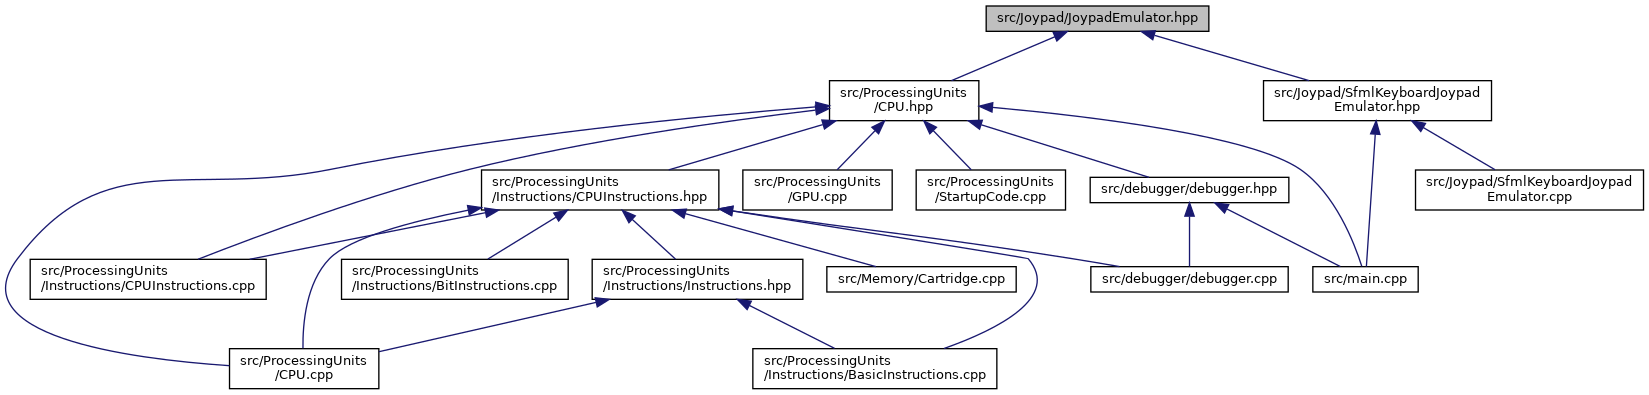 src/Joypad/JoypadEmulator.hpp
src/ProcessingUnits
/CPU.hpp
src/Joypad/SfmlKeyboardJoypad
Emulator.hpp
src/ProcessingUnits
/Instructions/CPUInstructions.hpp
src/ProcessingUnits
/GPU.cpp
src/ProcessingUnits
/StartupCode.cpp
src/debugger/debugger.hpp
src/Joypad/SfmlKeyboardJoypad
Emulator.cpp
src/ProcessingUnits
/Instructions/CPUInstructions.cpp
src/ProcessingUnits
/Instructions/BitInstructions.cpp
src/ProcessingUnits
/Instructions/Instructions.hpp
src/Memory/Cartridge.cpp
src/debugger/debugger.cpp
src/main.cpp
src/ProcessingUnits
/CPU.cpp
src/ProcessingUnits
/Instructions/BasicInstructions.cpp